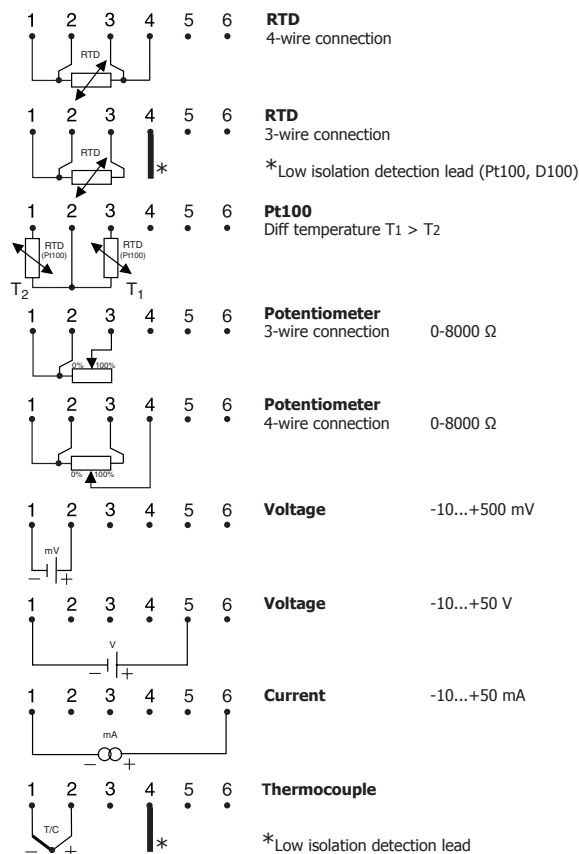 1 2 3 4 5 6
RTD
RTD
4-wire connection
1 2 3 4 5 6
RTD
*
RTD
3-wire connection
*Low isolation detection lead (Pt100, D100)
1 2 3 4 5 6
RTD
(Pt100)
RTD
(Pt100)
T2
T1
Pt100
Diff temperature T1 > T2
1 2 3 4 5 6
0% 100%
Potentiometer
3-wire connection 0-8000 Ω
1 2 3 4 5 6
0% 100%
Potentiometer
4-wire connection 0-8000 Ω
1 2 3 4 5 6
mV
− +
Voltage -10...+500 mV
1 2 3 4 5 6
V
− +
Voltage -10...+50 V
1 2 3 4 5 6
mA
− +
Current -10...+50 mA
1 2 3 4 5 6
T/C
− +
*
Thermocouple
*Low isolation detection lead